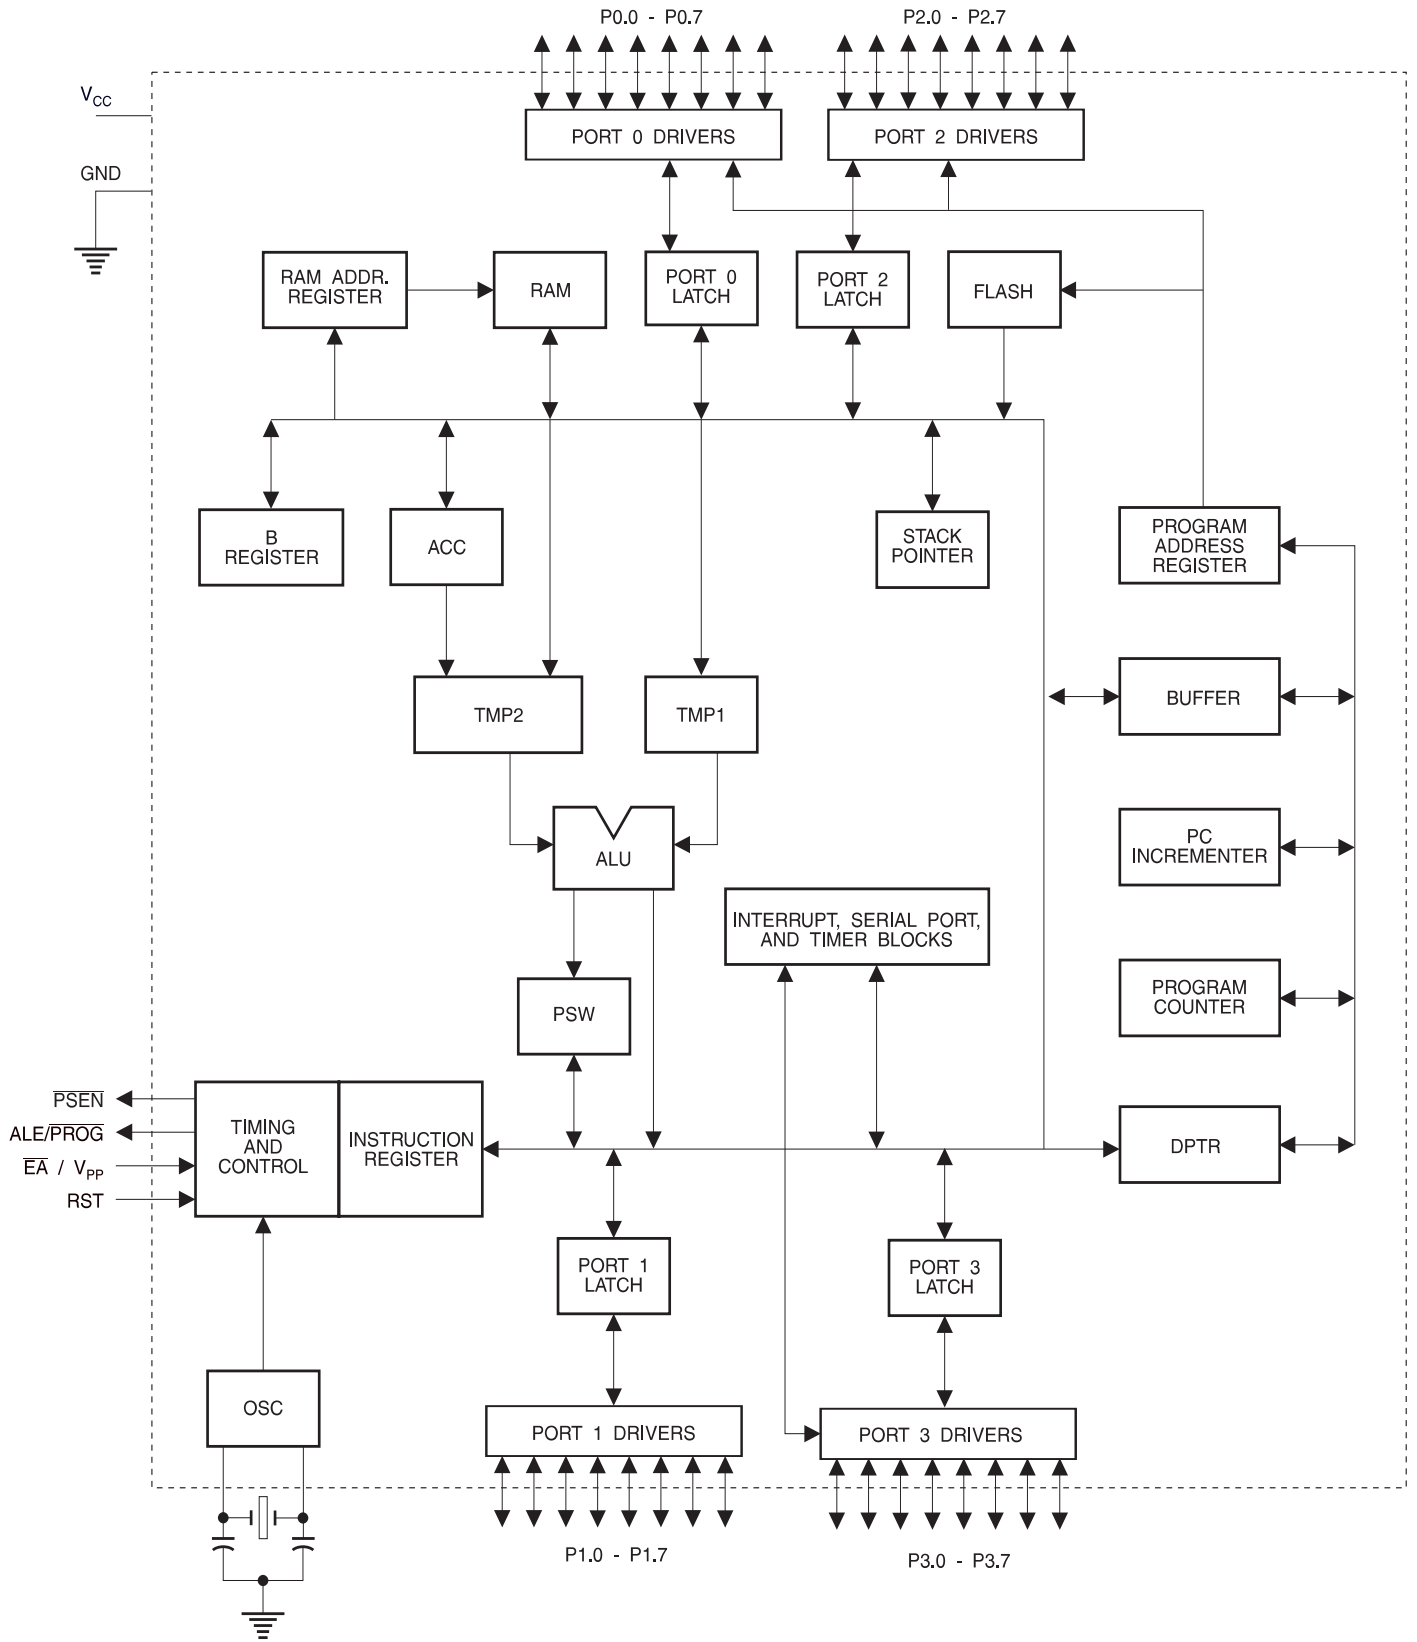 P0.0 - P0.7
P2.0 - P2.7
VCC
PORT 0 DRIVERS
PORT 2 DRIVERS
GND
RAM ADDR.
REGISTER
RAM
PORT 0
LATCH
PORT 2
LATCH
FLASH
B
REGISTER
ACC
STACK
POINTER
PROGRAM
ADDRESS
REGISTER
TMP2
TMP1
BUFFER
ALU
PC
INCREMENTER
INTERRUPT, SERIAL PORT,
AND TIMER BLOCKS
PSW
PROGRAM
COUNTER
PSEN
ALE/PROG
EA / VPP
RST
TIMING
AND
CONTROL
INSTRUCTION
REGISTER
DPTR
PORT 1
LATCH
PORT 3
LATCH
OSC
PORT 1 DRIVERS
PORT 3 DRIVERS
P1.0 - P1.7
P3.0 - P3.7